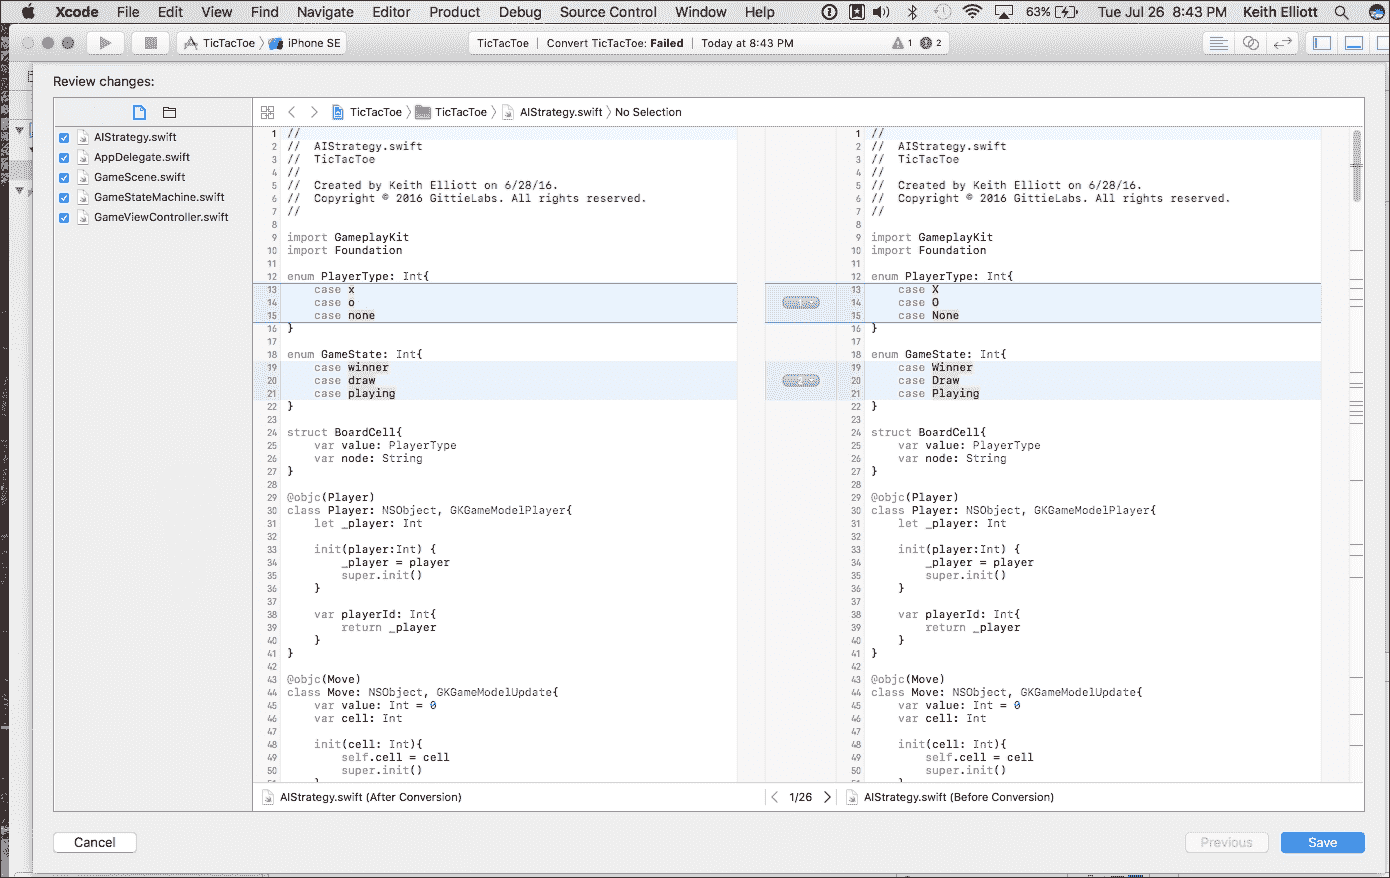 Xcode File Edit View Find Navigate Editor Product Debug Source Control Window Help 63% Tue Jul 26 8:43 PM Keith Elliott
TicTacToe iPhone SE TicTacToe Convert TicTacToe: Failed Today at 8:43 PM 1 2
Review changes:
TicTacToe TicTacToe AIStrategy.swift No Selection
AIStrategy.swift
AppDelegate.swift
GameScene.swift
GameStateMachine.swift
GameViewController.swift
1 //
2 // AIStrategy.swift
3 // TicTacToe
4 //
5 // Created by Keith Elliott on 6/28/16.
6 // Copyright © 2016 GittieLabs. All rights reserved.
7 //
8
9 import GameplayKit
10 import Foundation
11
12 enum PlayerType: Int{
13 case x
14 case o
15 case none
16 }
17
18 enum GameState: Int{
19 case winner
20 case draw
21 case playing
22 }
23
24 struct BoardCell{
25 var value: PlayerType
26 var node: String
27 }
28
29 @objc(Player)
30 class Player: NSObject, GKGameModelPlayer{
31 let _player: Int
32
33 init(player:Int) {
34 _player = player
35 super.init()
36 }
37
38 var playerId: Int{
39 return _player
40 }
41 }
42
43 @objc(Move)
44 class Move: NSObject, GKGameModelUpdate{
45 var value: Int = 0
46 var cell: Int
47
48 init(cell: Int){
49 self.cell = cell
50 super.init()
1 //
2 // AIStrategy.swift
3 // TicTacToe
4 //
5 // Created by Keith Elliott on 6/28/16.
6 // Copyright © 2016 GittieLabs. All rights reserved.
7 //
8
9 import GameplayKit
10 import Foundation
11
12 enum PlayerType: Int{
13 case X
14 case O
15 case None
16 }
17
18 enum GameState: Int{
19 case Winner
20 case Draw
21 case Playing
22 }
23
24 struct BoardCell{
25 var value: PlayerType
26 var node: String
27 }
28
29 @objc(Player)
30 class Player: NSObject, GKGameModelPlayer{
31 let _player: Int
32
33 init(player:Int) {
34 _player = player
35 super.init()
36 }
37
38 var playerId: Int{
39 return _player
40 }
41 }
42
43 @objc(Move)
44 class Move: NSObject, GKGameModelUpdate{
45 var value: Int = 0
46 var cell: Int
47
48 init(cell: Int){
49 self.cell = cell
50 super.init()
AIStrategy.swift (After Conversion) 1/26 AIStrategy.swift (Before Conversion)
Cancel Previous Save